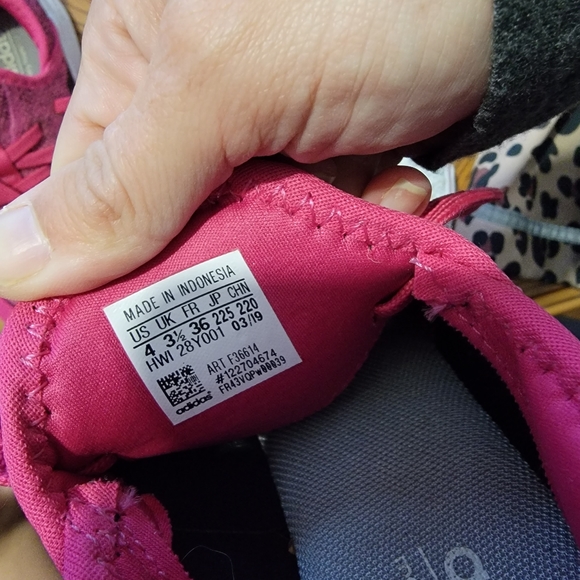 MADE IN INDONESIA
US UK FR JP CHN
4 3½ 36 225 220
HWI 28Y001 03/19
ART F36614
#122704674
FR43VQPW00039
adidas